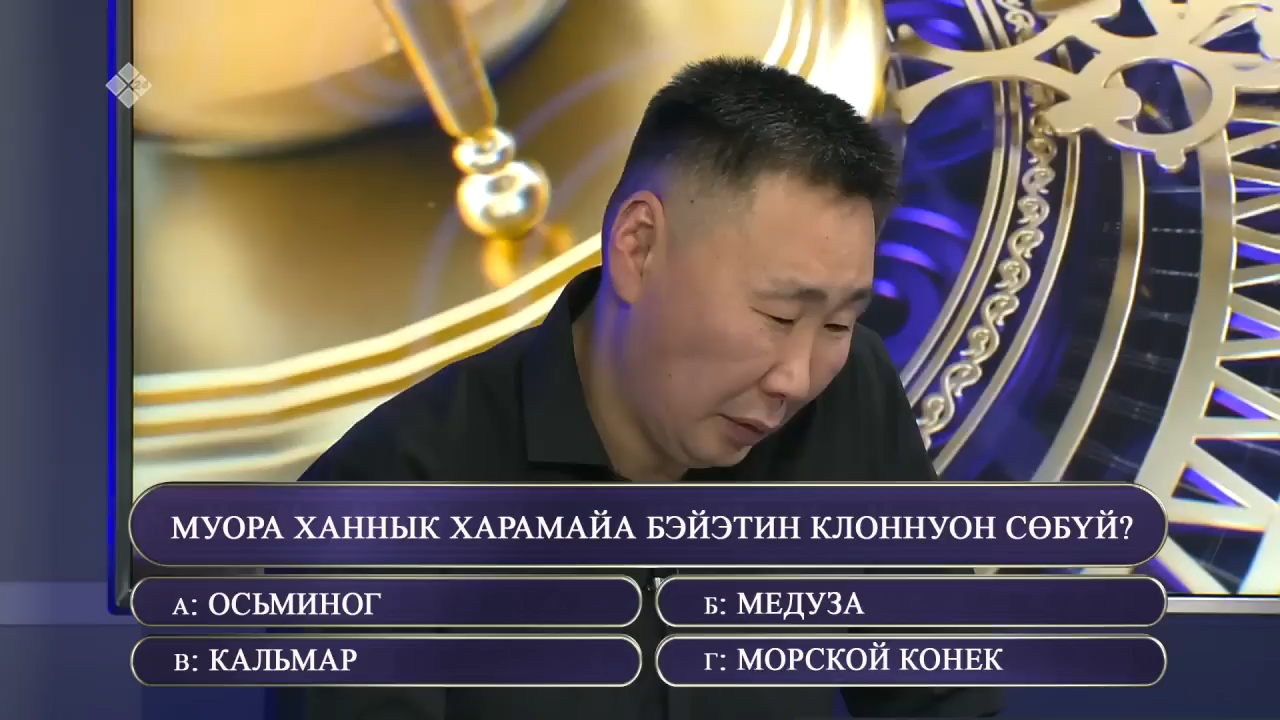 МУОРА ХАННЫК ХАРАМАЙА БЭЙЭТИН КЛОННУОН СӨБҮЙ?
А: ОСЬМИНОГ
Б: МЕДУЗА
В: КАЛЬМАР
Г: МОРСКОЙ КОНЕК